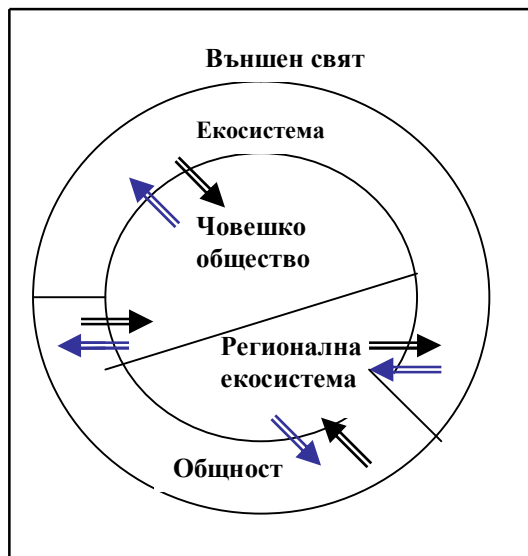 Външен свят
Екосистема
Човешко
общество
Регионална
екосистема
Общност